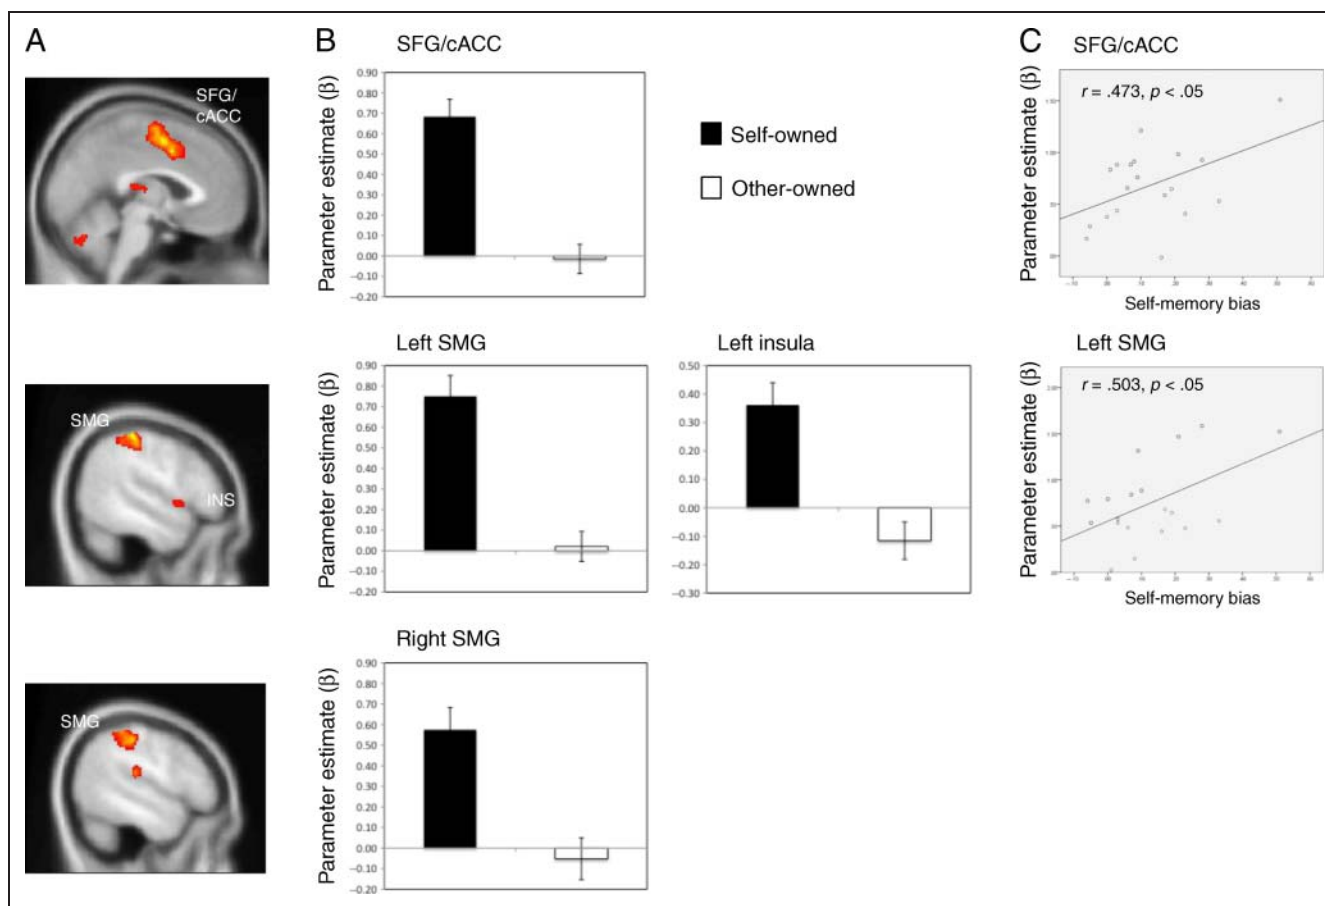 A
SFG/
cACC
SMG
INS
SMG
B
SFG/cACC
Parameter estimate (β)
0.90
0.80
0.70
0.60
0.50
0.40
0.30
0.20
0.10
0.00
−0.10
−0.20
Self-owned
Other-owned
Left SMG
Parameter estimate (β)
0.90
0.80
0.70
0.60
0.50
0.40
0.30
0.20
0.10
0.00
−0.10
−0.20
Left insula
Parameter estimate (β)
0.50
0.40
0.30
0.20
0.10
0.00
−0.10
−0.20
−0.30
Right SMG
Parameter estimate (β)
0.90
0.80
0.70
0.60
0.50
0.40
0.30
0.20
0.10
0.00
−0.10
−0.20
C
SFG/cACC
r = .473, p < .05
Parameter estimate (β)
Self-memory bias
Left SMG
r = .503, p < .05
Parameter estimate (β)
Self-memory bias